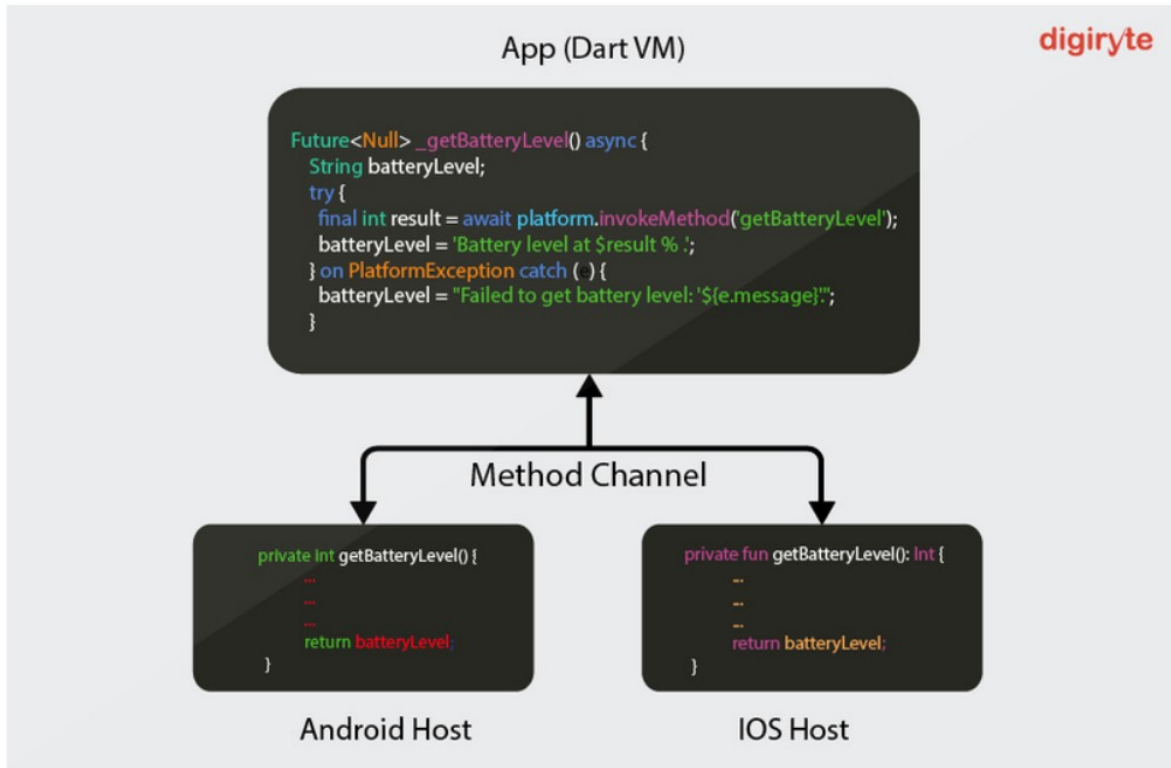 digiryte
App (Dart VM)
Future<Null> _getBatteryLevel() async {
String batteryLevel;
try {
final int result = await platform.invokeMethod('getBatteryLevel');
batteryLevel = 'Battery level at $result % .';
} on PlatformException catch (e) {
batteryLevel = "Failed to get battery level: '${e.message}'.";
}
Method Channel
private int getBatteryLevel() {
...
...
...
return batteryLevel;
}
private fun getBatteryLevel(): Int {
...
...
...
return batteryLevel;
}
Android Host
IOS Host